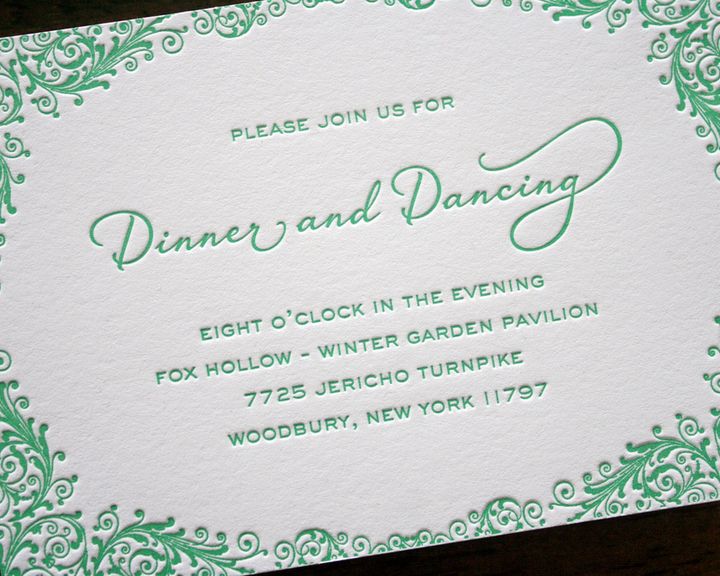 PLEASE JOIN US FOR
Dinner and Dancing
EIGHT O'CLOCK IN THE EVENING
FOX HOLLOW - WINTER GARDEN PAVILION
7725 JERICHO TURNPIKE
WOODBURY, NEW YORK 11797